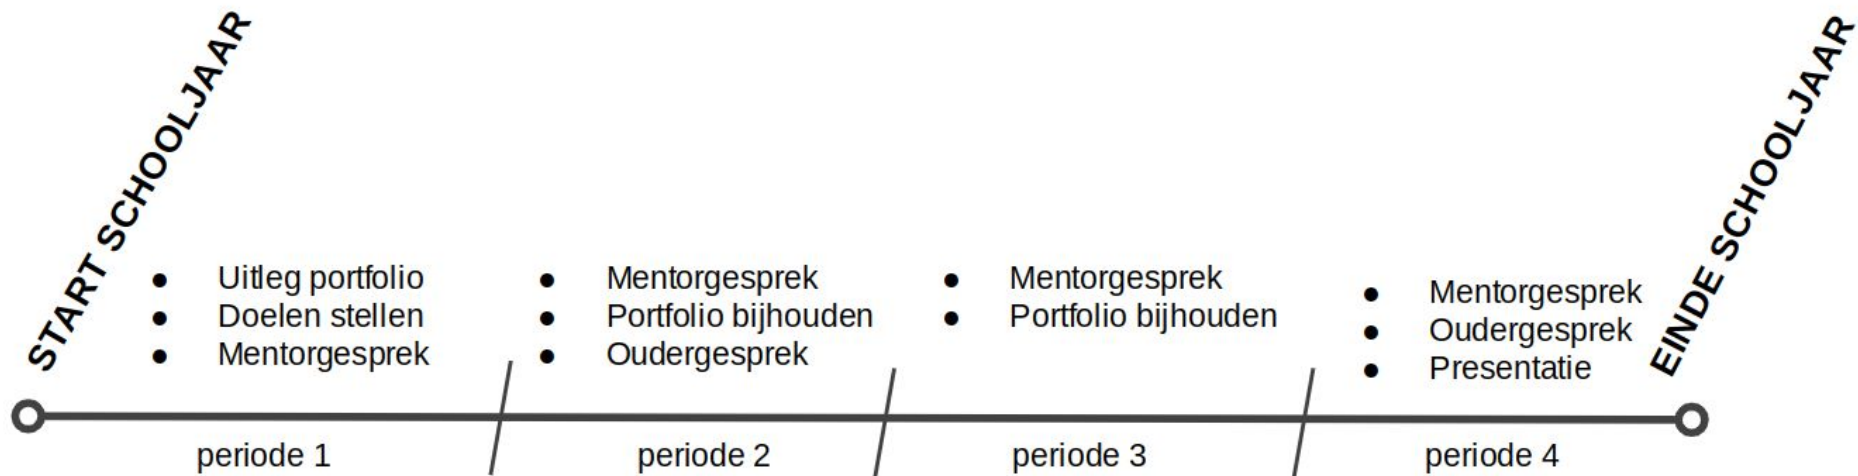 START SCHOOLJAAR
Uitleg portfolio
Doelen stellen
Mentorgesprek
periode 1
Mentorgesprek
Portfolio bijhouden
Oudergesprek
periode 2
Mentorgesprek
Portfolio bijhouden
periode 3
Mentorgesprek
Oudergesprek
Presentatie
periode 4
EINDE SCHOOLJAAR